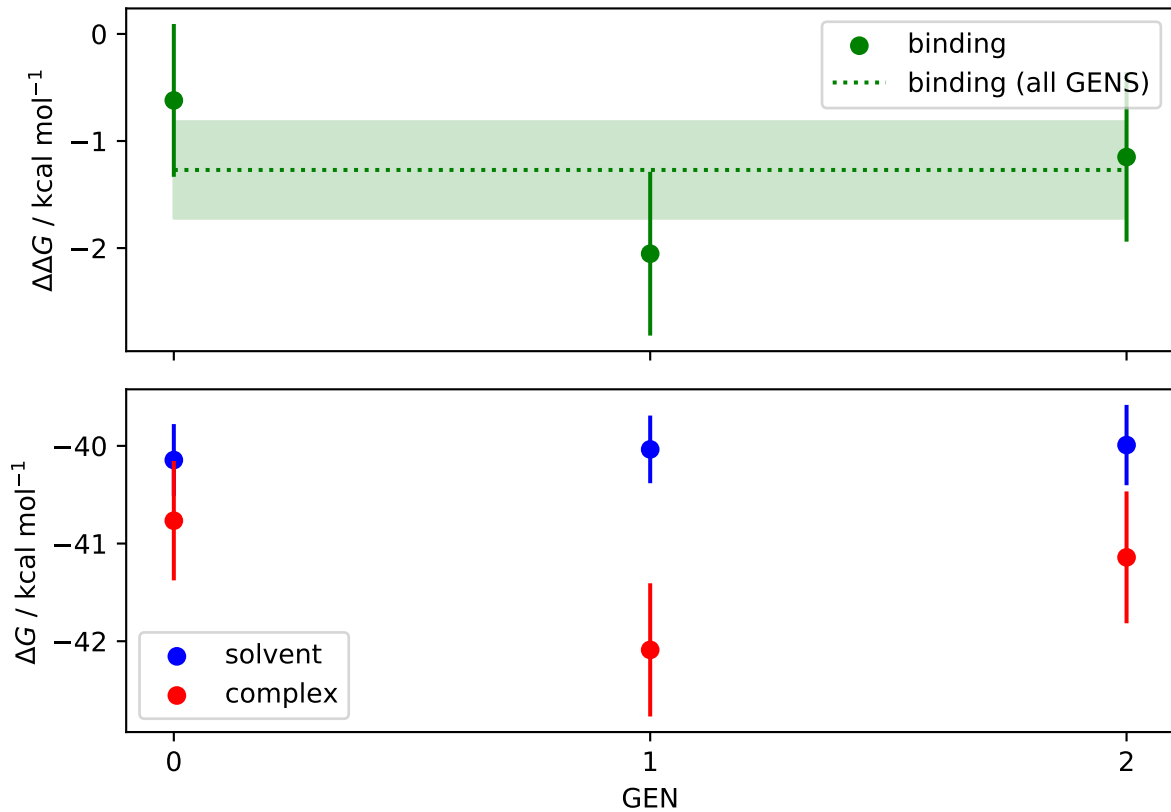 0
−1
−2
ΔΔG / kcal mol⁻¹
binding
binding (all GENS)
−40
−41
−42
ΔG / kcal mol⁻¹
solvent
complex
0 1 2
GEN